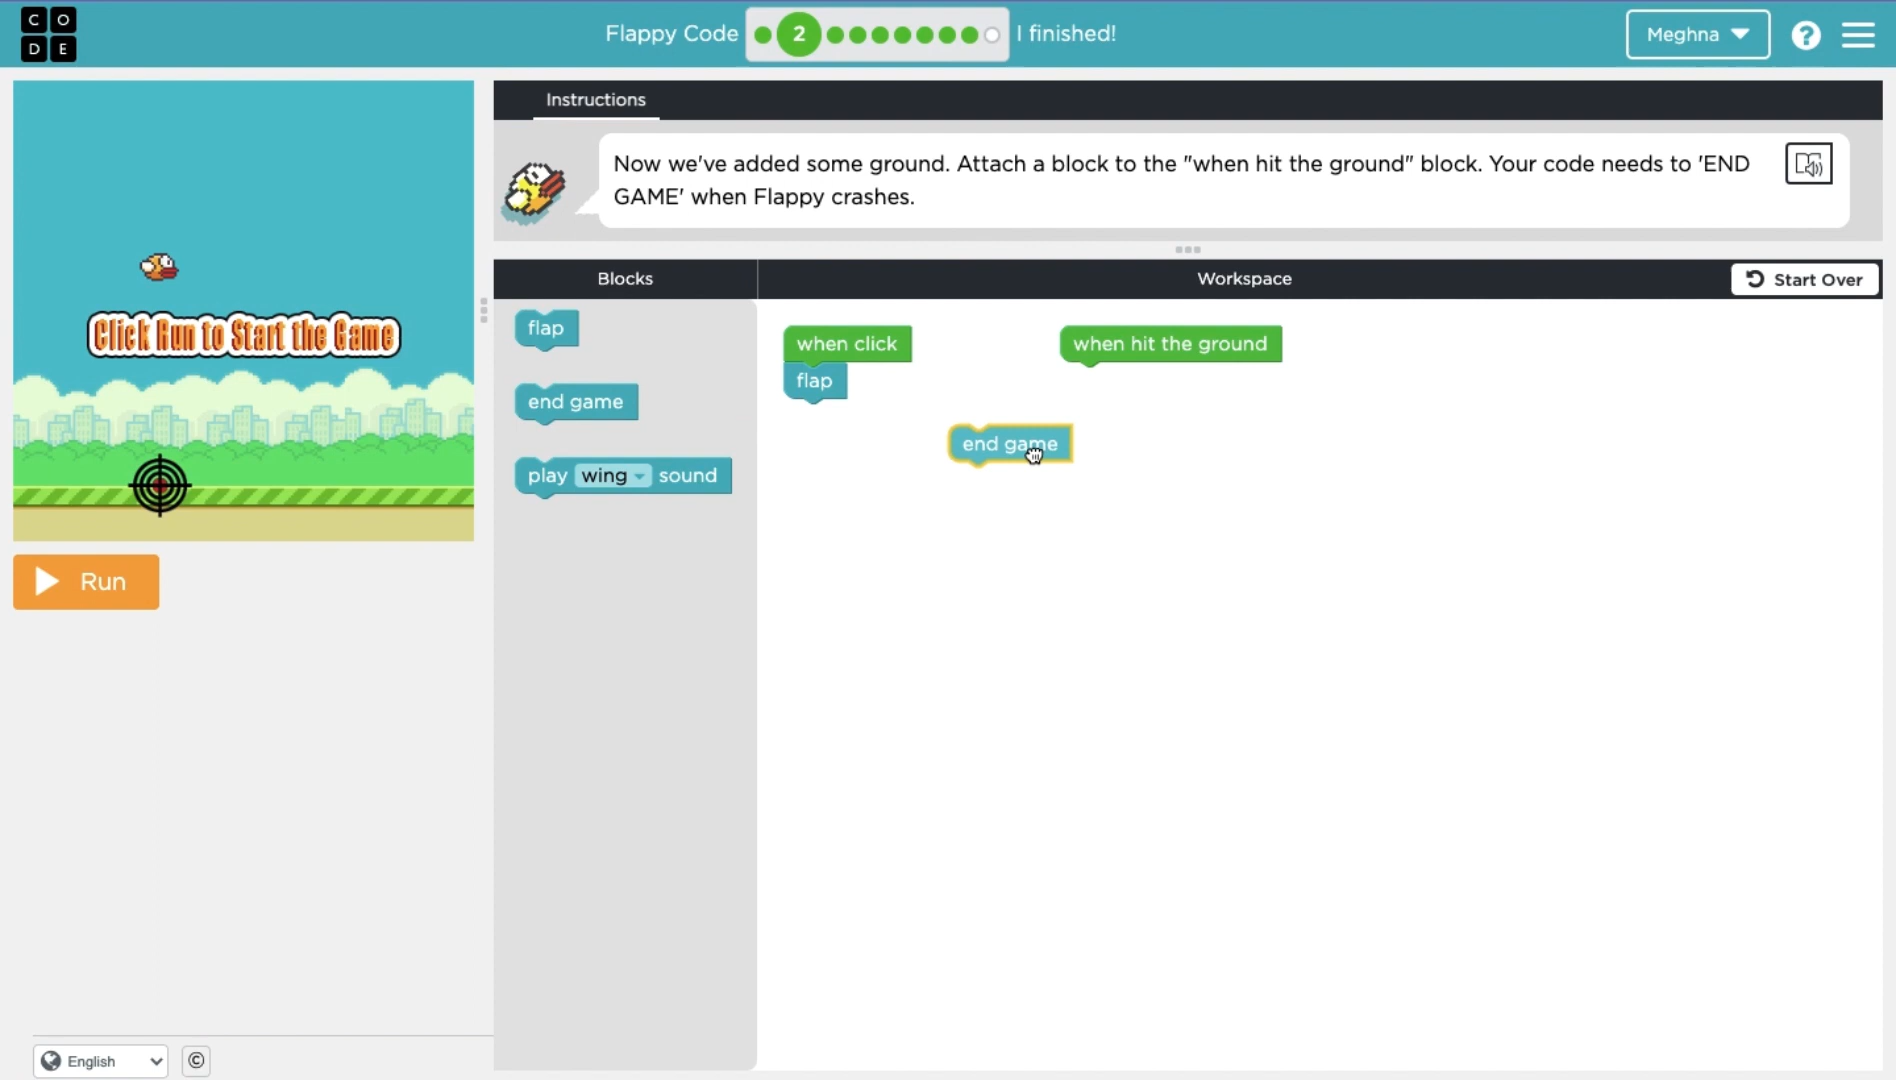 CO
DE
Flappy Code
2
I finished!
Meghna
?
Instructions
Now we've added some ground. Attach a block to the "when hit the ground" block. Your code needs to 'END
GAME' when Flappy crashes.
Click Run to Start the Game
Run
Blocks
Workspace
Start Over
flap
end game
play wing sound
when click
flap
when hit the ground
end game
English
©